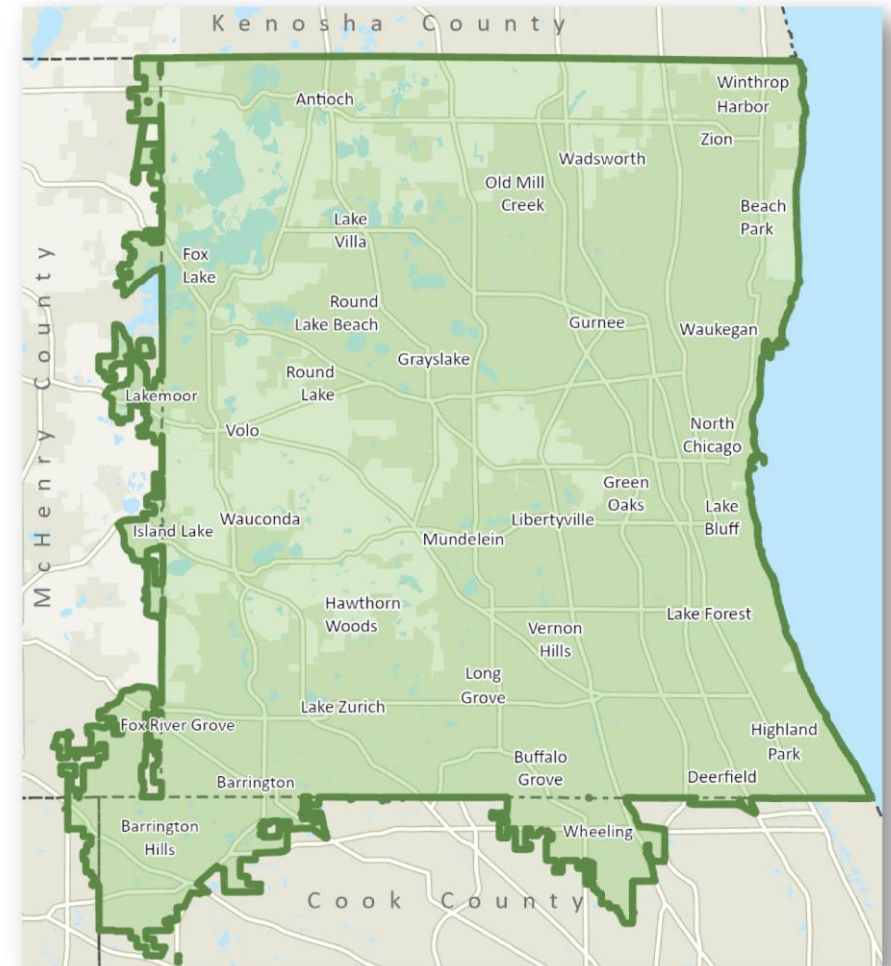 Kenosha County
Winthrop
Harbor
Antioch
Zion
Wadsworth
Old Mill
Creek
Beach
Park
Lake
Villa
Fox
Lake
McHenry County
Round
Lake Beach
Gurnee
Waukegan
Grayslake
Round
Lake
Lakemoor
Volo
North
Chicago
Green
Oaks
Lake
Bluff
Wauconda
Libertyville
Island Lake
Mundelein
Hawthorn
Woods
Lake Forest
Vernon
Hills
Long
Grove
Lake Zurich
Fox River Grove
Highland
Park
Buffalo
Grove
Deerfield
Barrington
Barrington
Hills
Wheeling
Cook County